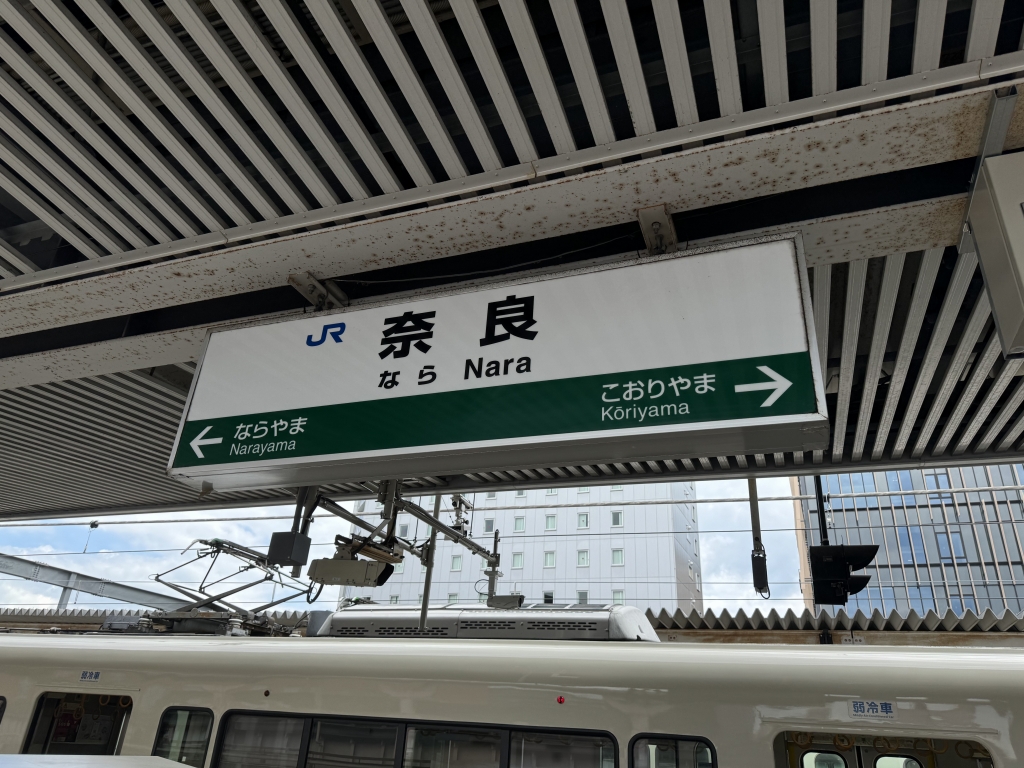 JR 奈良
なら Nara
こおりやま
Kōriyama
ならやま
Narayama
弱冷車
弱冷車